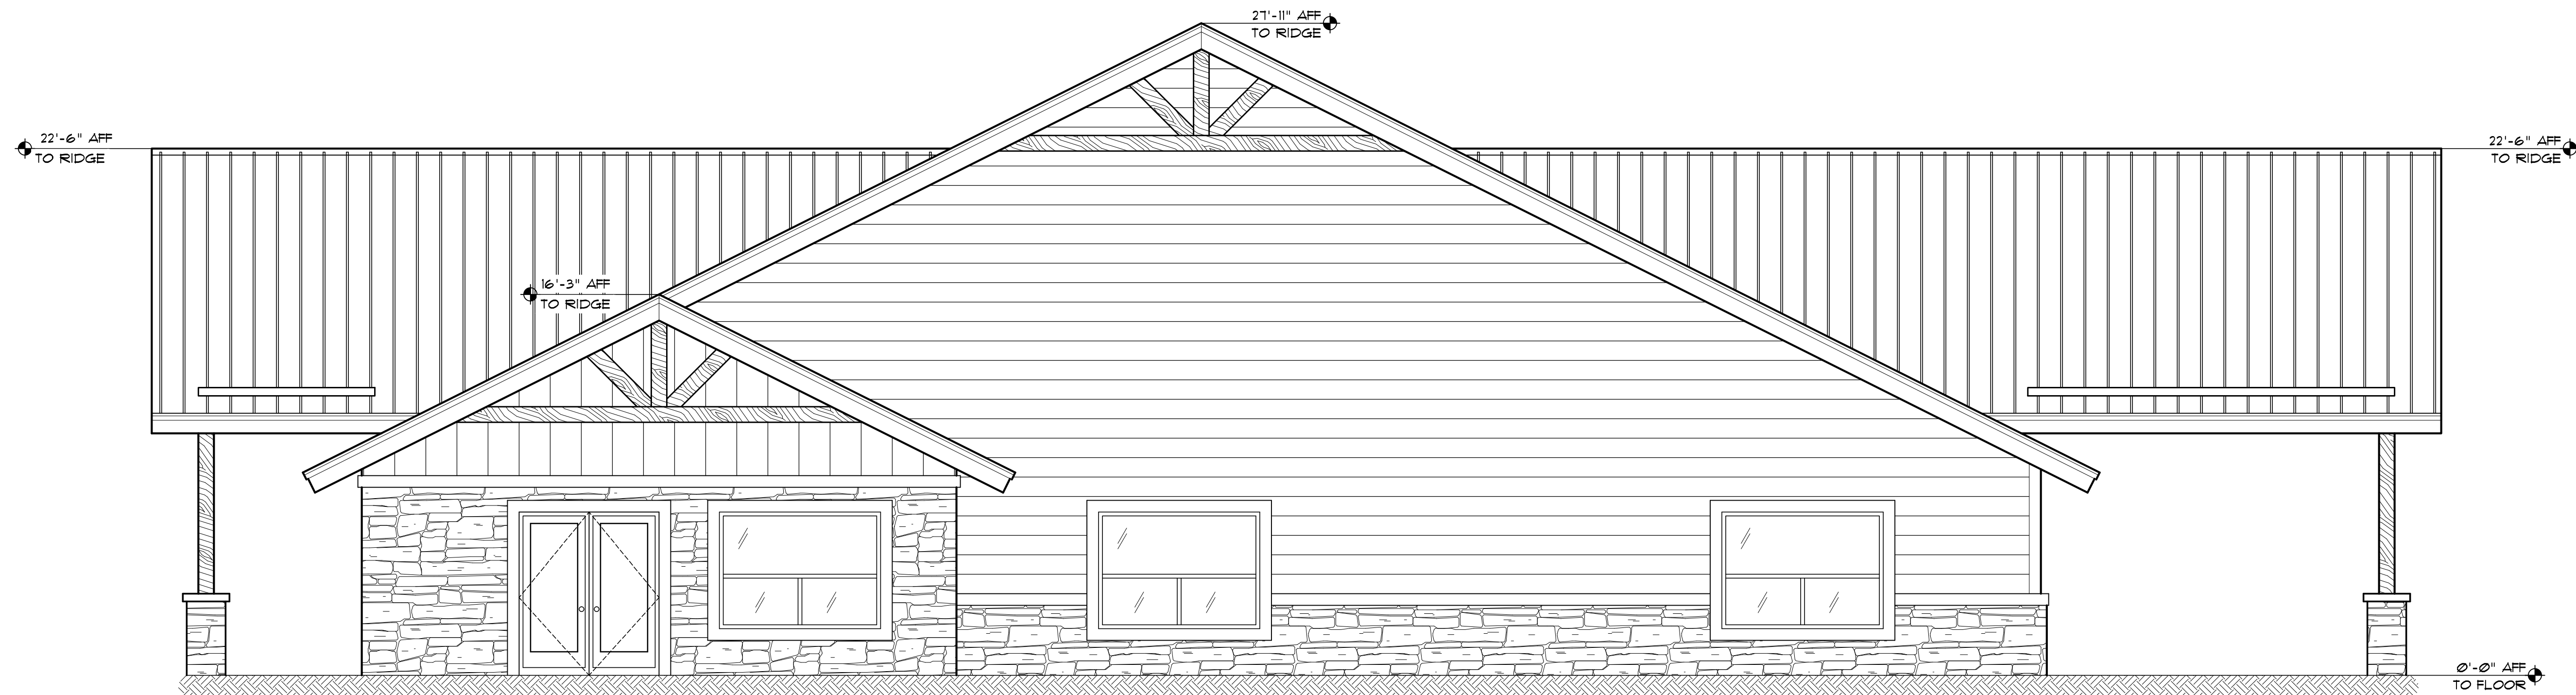 27'-11" AFF
TO RIDGE
22'-6" AFF
TO RIDGE
22'-6" AFF
TO RIDGE
16'-3" AFF
TO RIDGE
0'-0" AFF
TO FLOOR